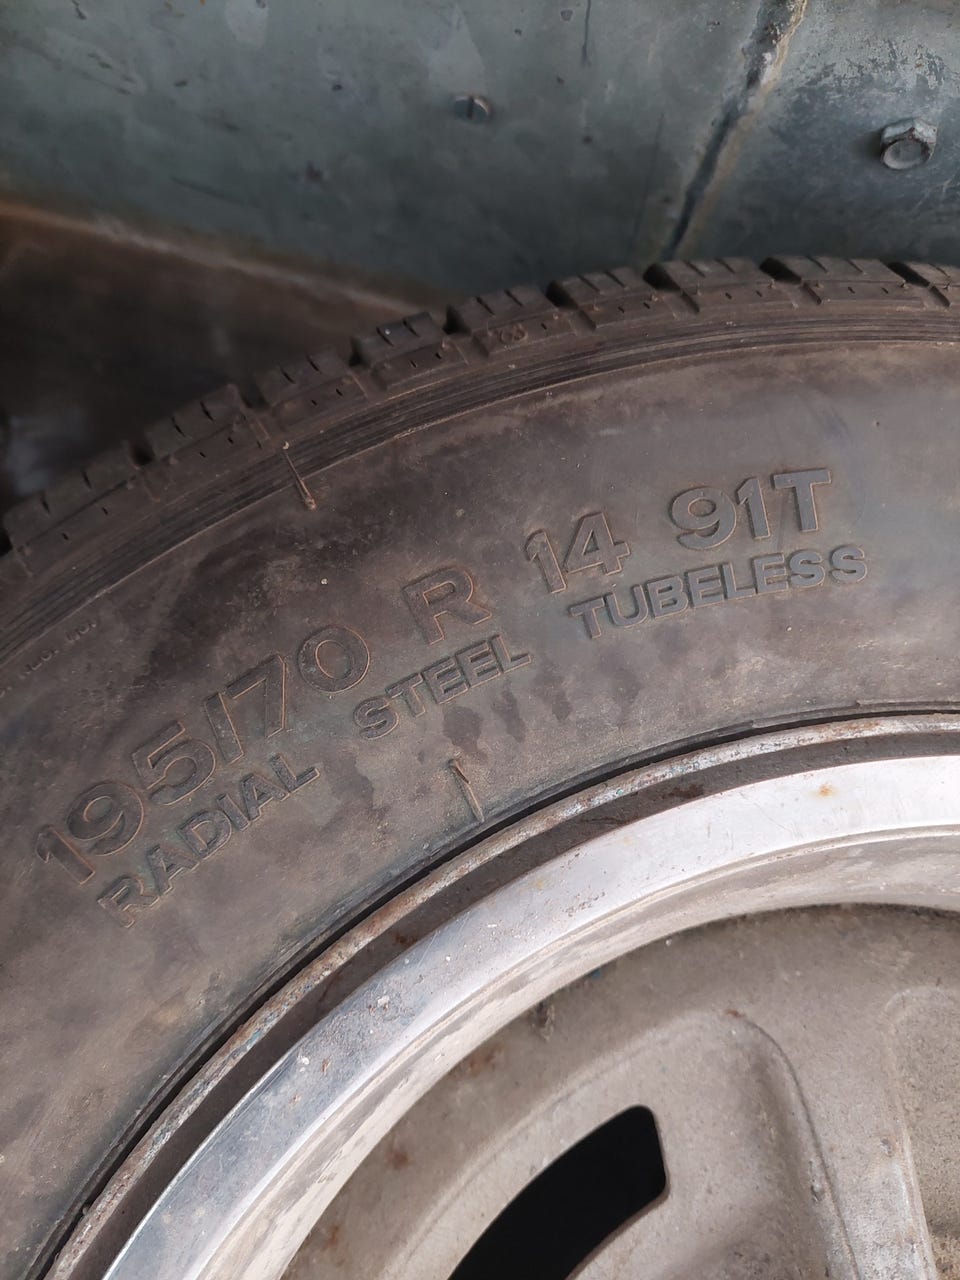 195/70 R 14 91T
RADIAL STEEL TUBELESS